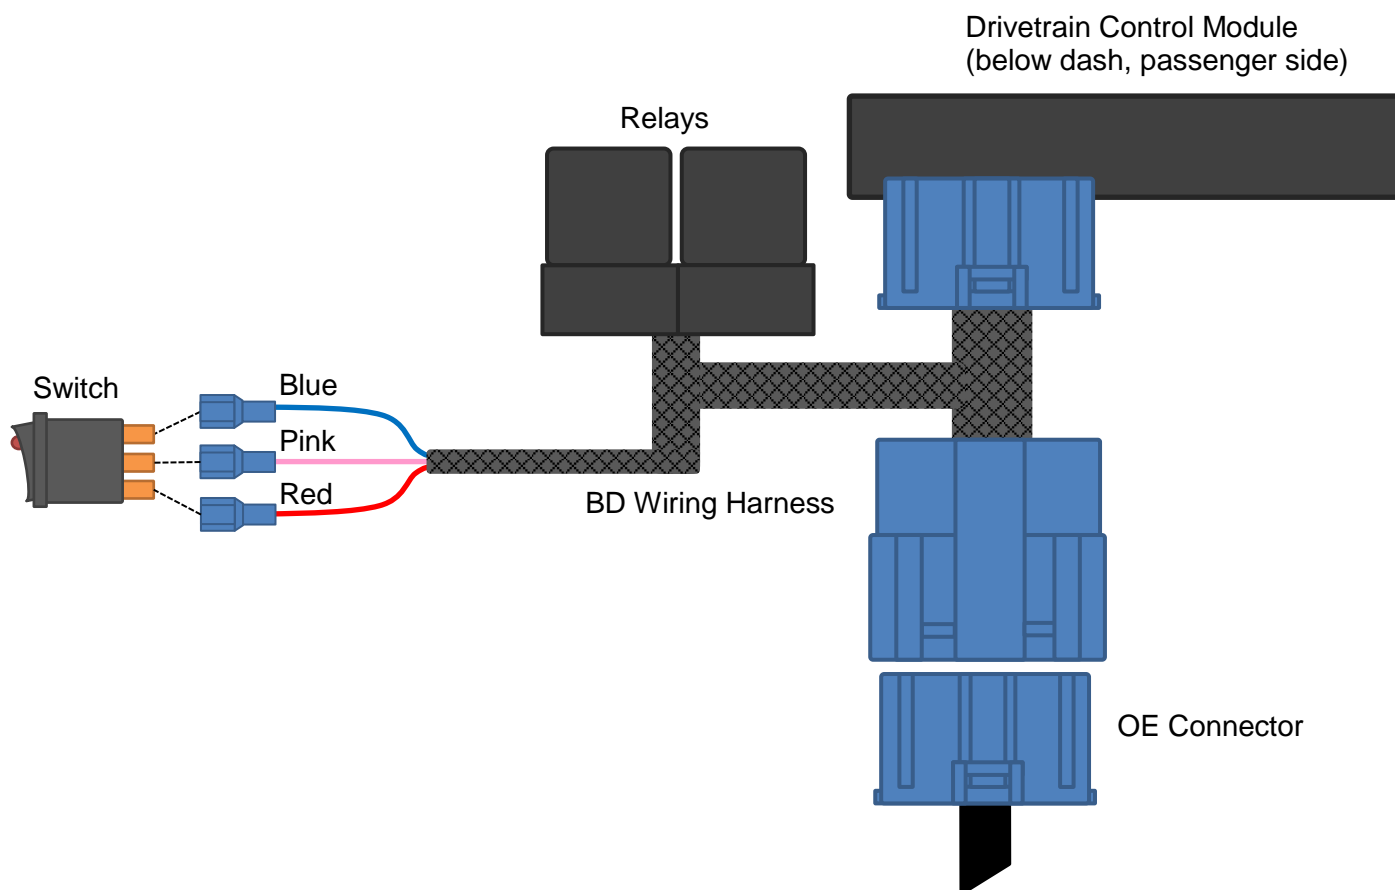 Drivetrain Control Module
(below dash, passenger side)
Relays
Switch
Blue
Pink
Red
BD Wiring Harness
OE Connector